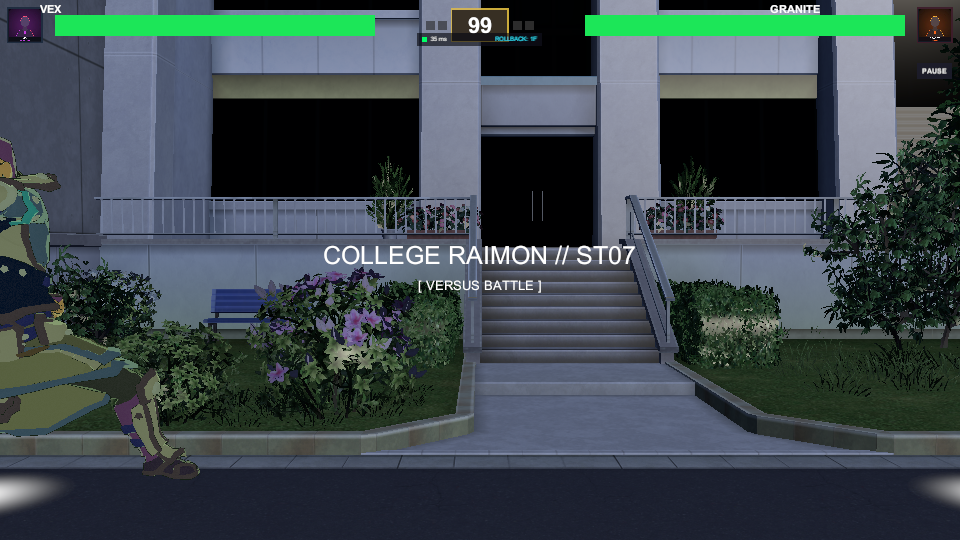 VEX
99
GRANITE
35 ms
ROLLBACK: 1F
PAUSE
COLLEGE RAIMON // ST07
[ VERSUS BATTLE ]